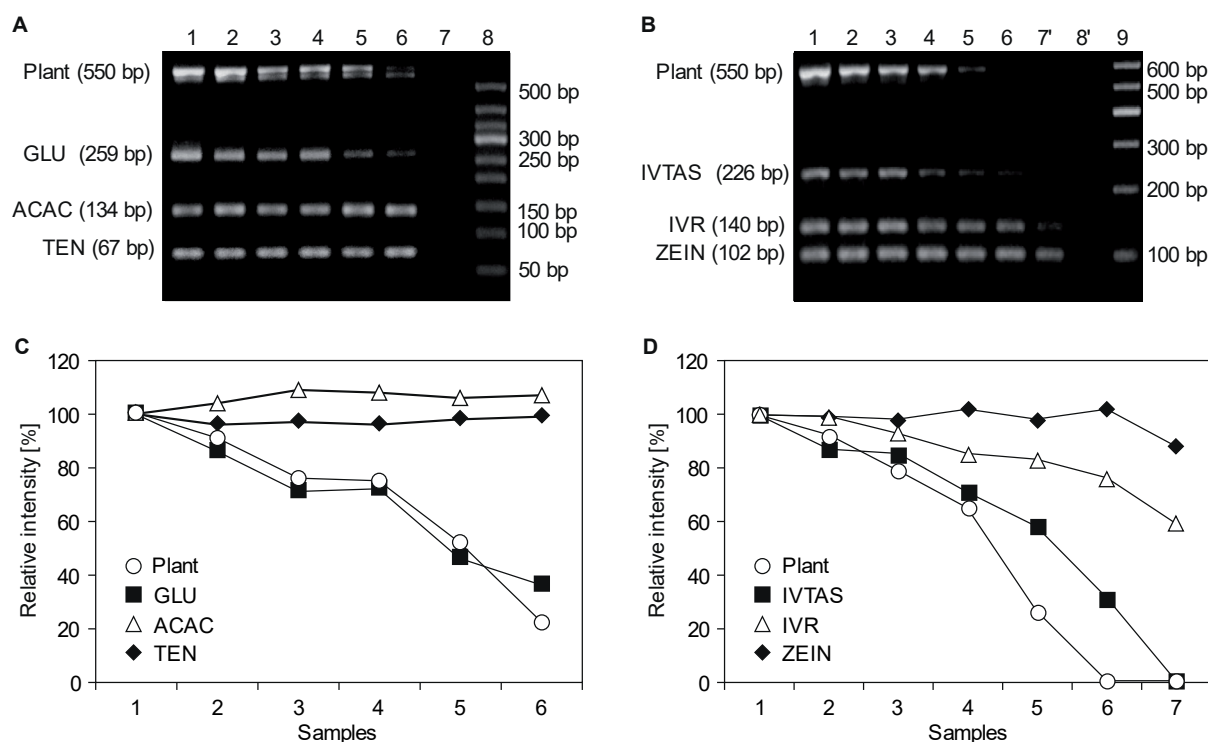 A
1 2 3 4 5 6 7 8
Plant (550 bp)
GLU (259 bp)
ACAC (134 bp)
TEN (67 bp)
500 bp
300 bp
250 bp
150 bp
100 bp
50 bp
B
1 2 3 4 5 6 7' 8' 9
Plant (550 bp)
IVTAS (226 bp)
IVR (140 bp)
ZEIN (102 bp)
600 bp
500 bp
300 bp
200 bp
100 bp
C
Relative intensity [%]
120
100
80
60
40
20
0
Plant
GLU
ACAC
TEN
1 2 3 4 5 6
Samples
D
Relative intensity [%]
120
100
80
60
40
20
0
Plant
IVTAS
IVR
ZEIN
1 2 3 4 5 6 7
Samples